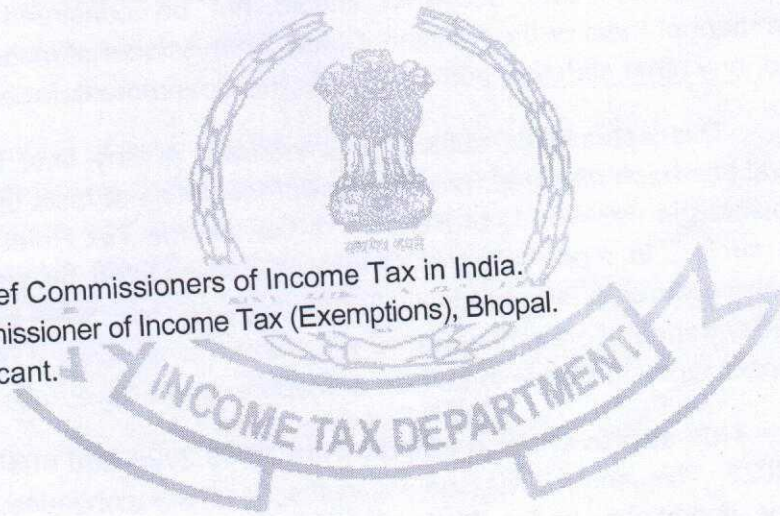 ef Commissioners of Income Tax in India.
missioner of Income Tax (Exemptions), Bhopal.
cant.
INCOME TAX DEPARTMENT